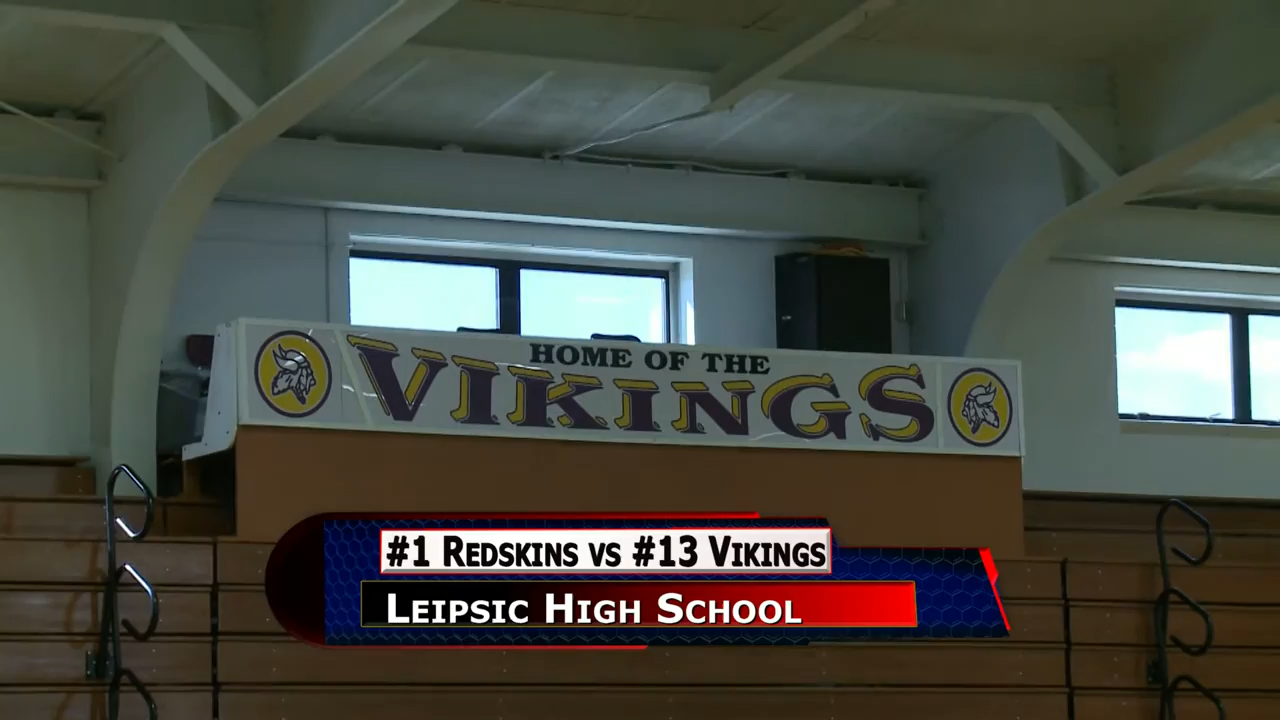 HOME OF THE
VIKINGS
#1 REDSKINS VS #13 VIKINGS
LEIPSIC HIGH SCHOOL